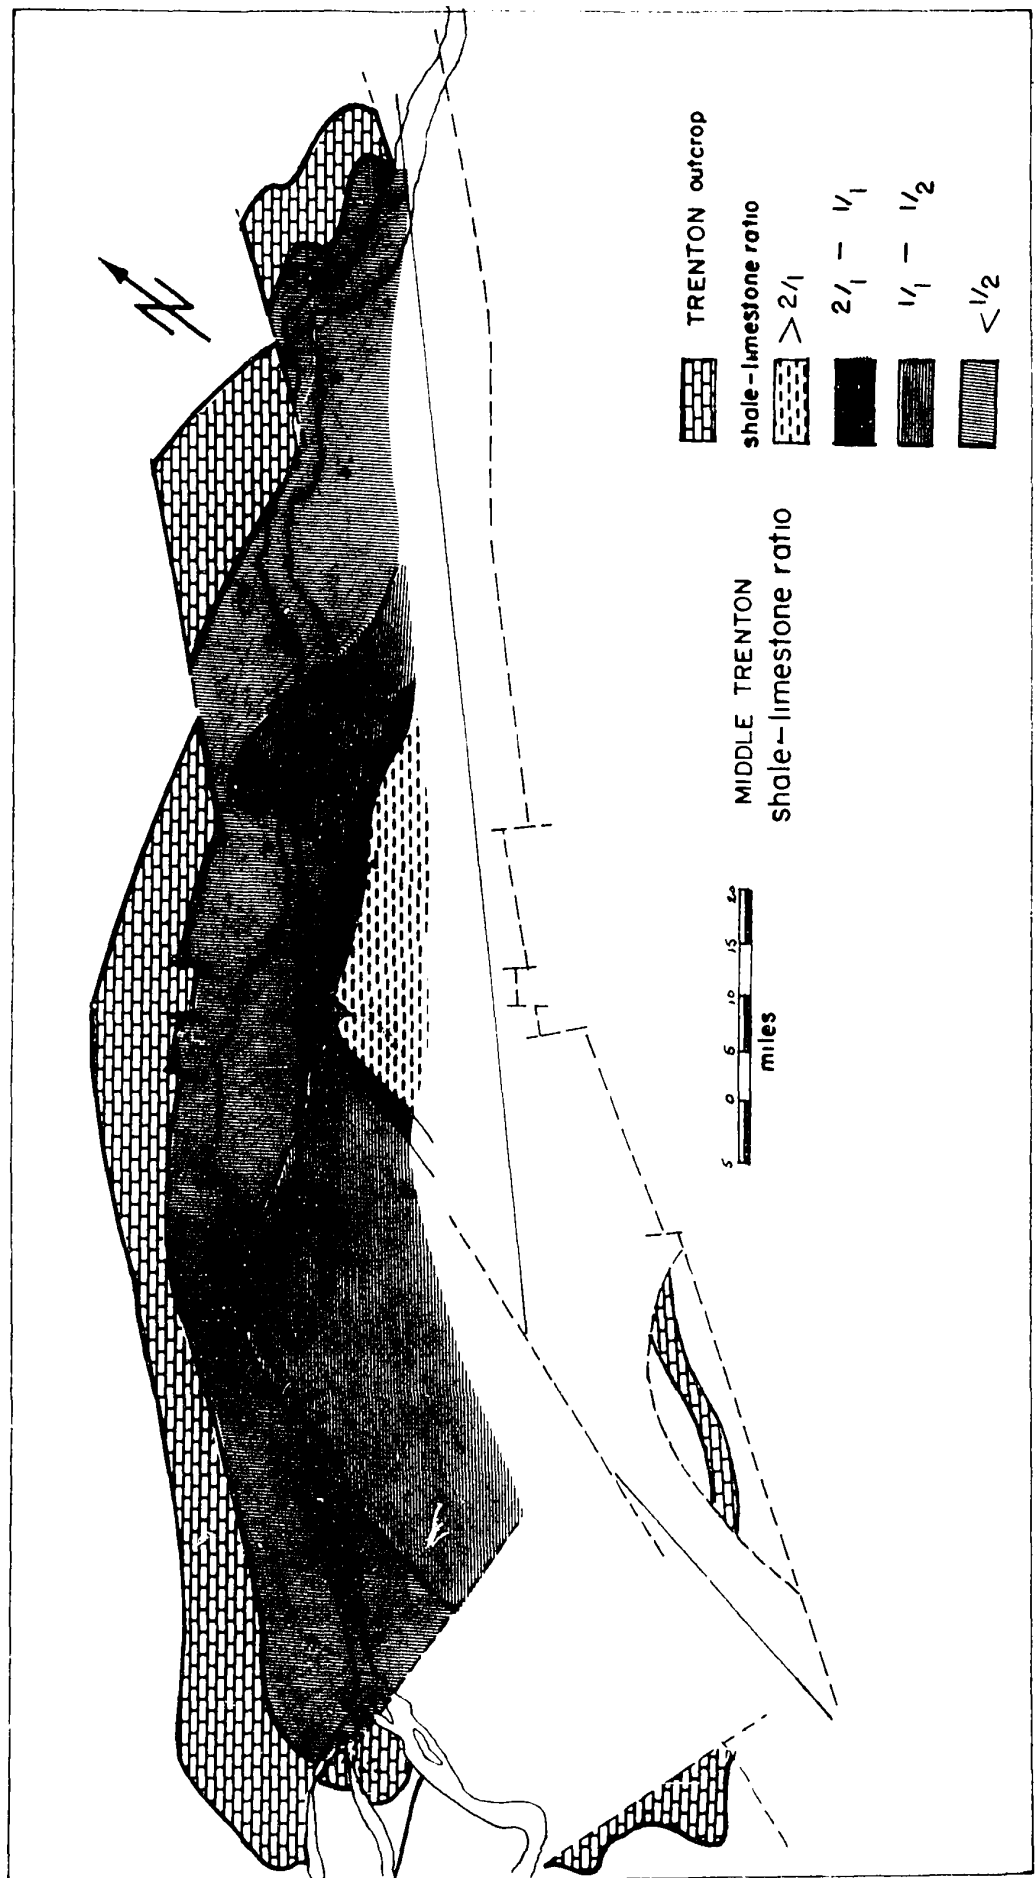 N
TRENTON outcrop
shale-limestone ratio
> 2/1
2/1 - 1/1
1/1 - 1/2
< 1/2
MIDDLE TRENTON
shale-limestone ratio
5 0 6 10 15 20
miles